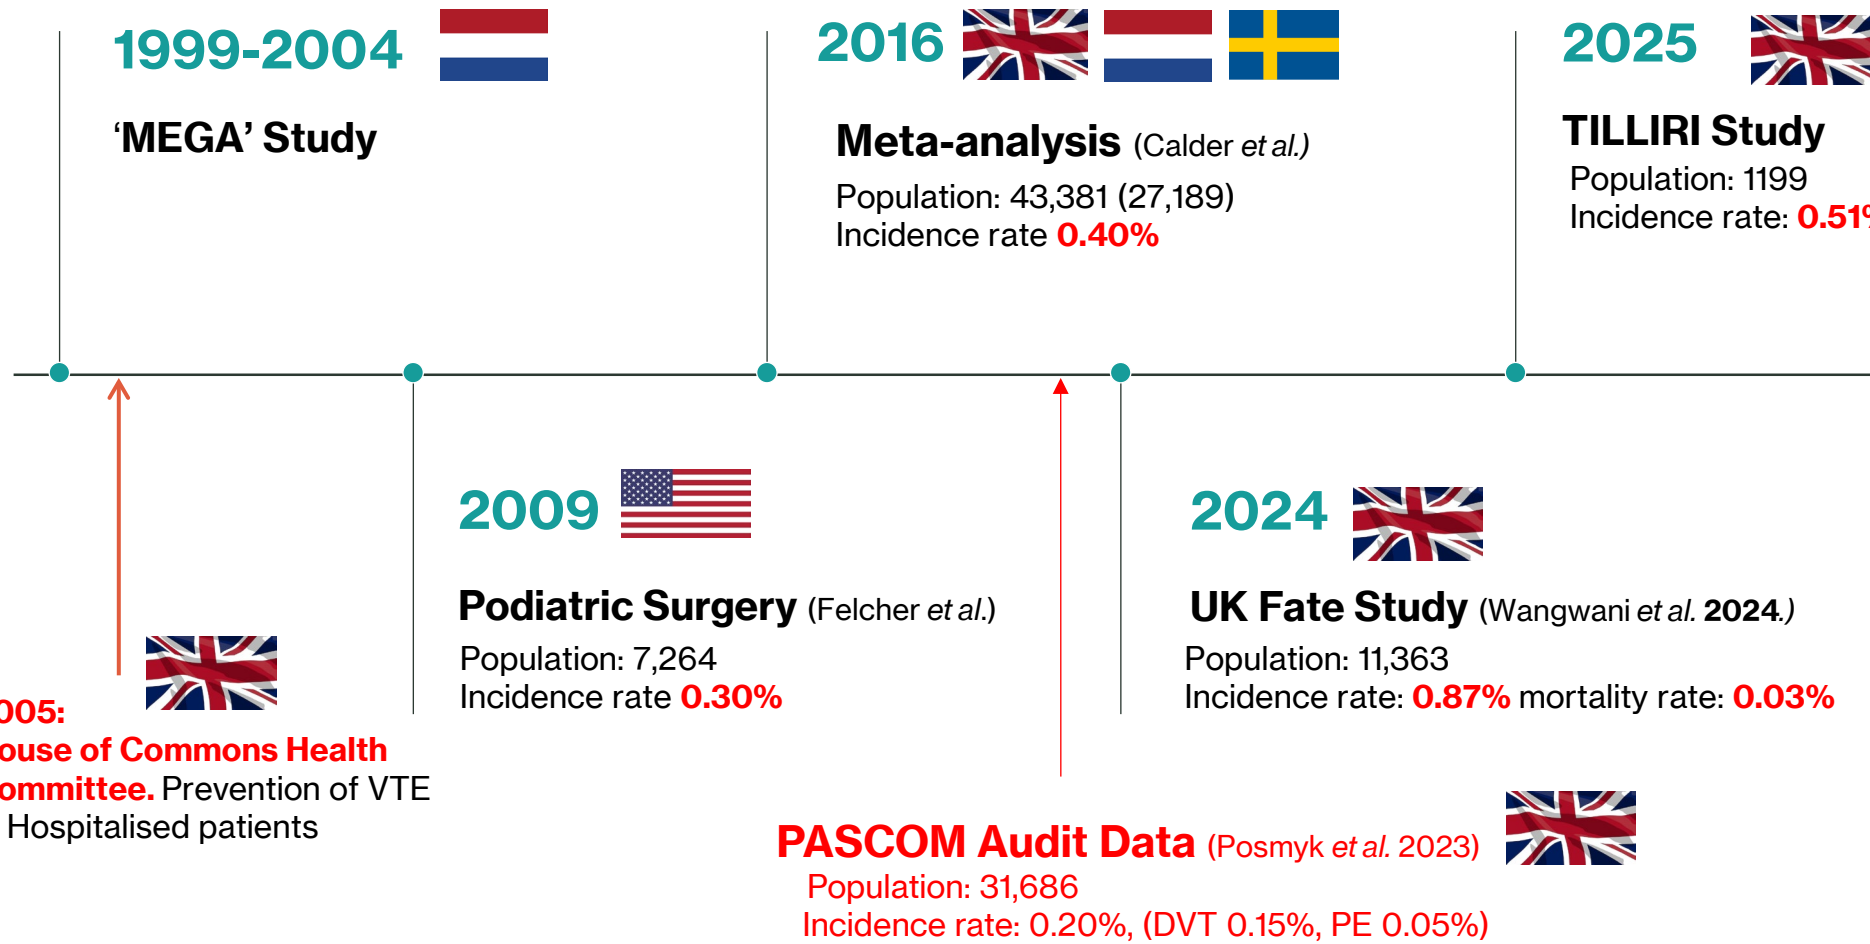 1999-2004
‘MEGA’ Study
2016
Meta-analysis (Calder et al.)
Population: 43,381 (27,189)
Incidence rate 0.40%
2025
TILLIRI Study
Population: 1199
Incidence rate: 0.51%
2009
Podiatric Surgery (Felcher et al.)
Population: 7,264
Incidence rate 0.30%
2024
UK Fate Study (Wangwani et al. 2024.)
Population: 11,363
Incidence rate: 0.87% mortality rate: 0.03%
005:
ouse of Commons Health
ommittee. Prevention of VTE
Hospitalised patients
PASCOM Audit Data (Posmyk et al. 2023)
Population: 31,686
Incidence rate: 0.20%, (DVT 0.15%, PE 0.05%)